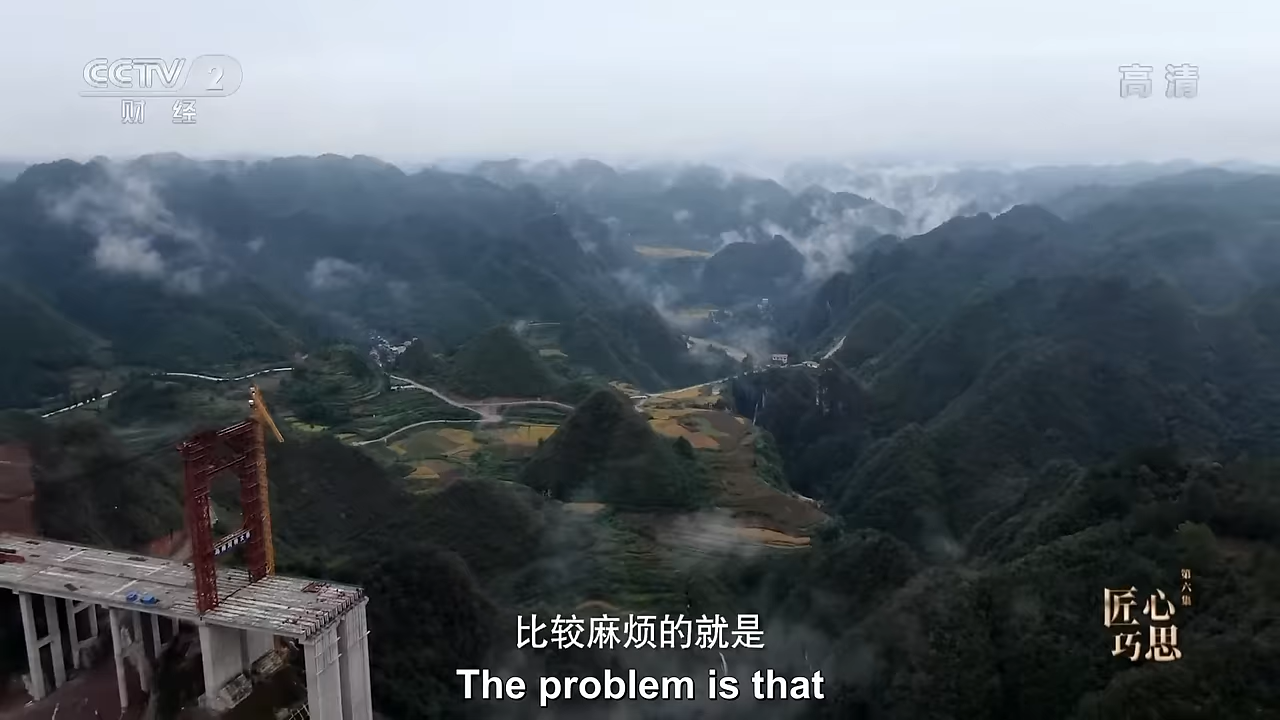 CCTV 2
财 经
高清
第六集
匠心
巧思
比较麻烦的就是
The problem is that